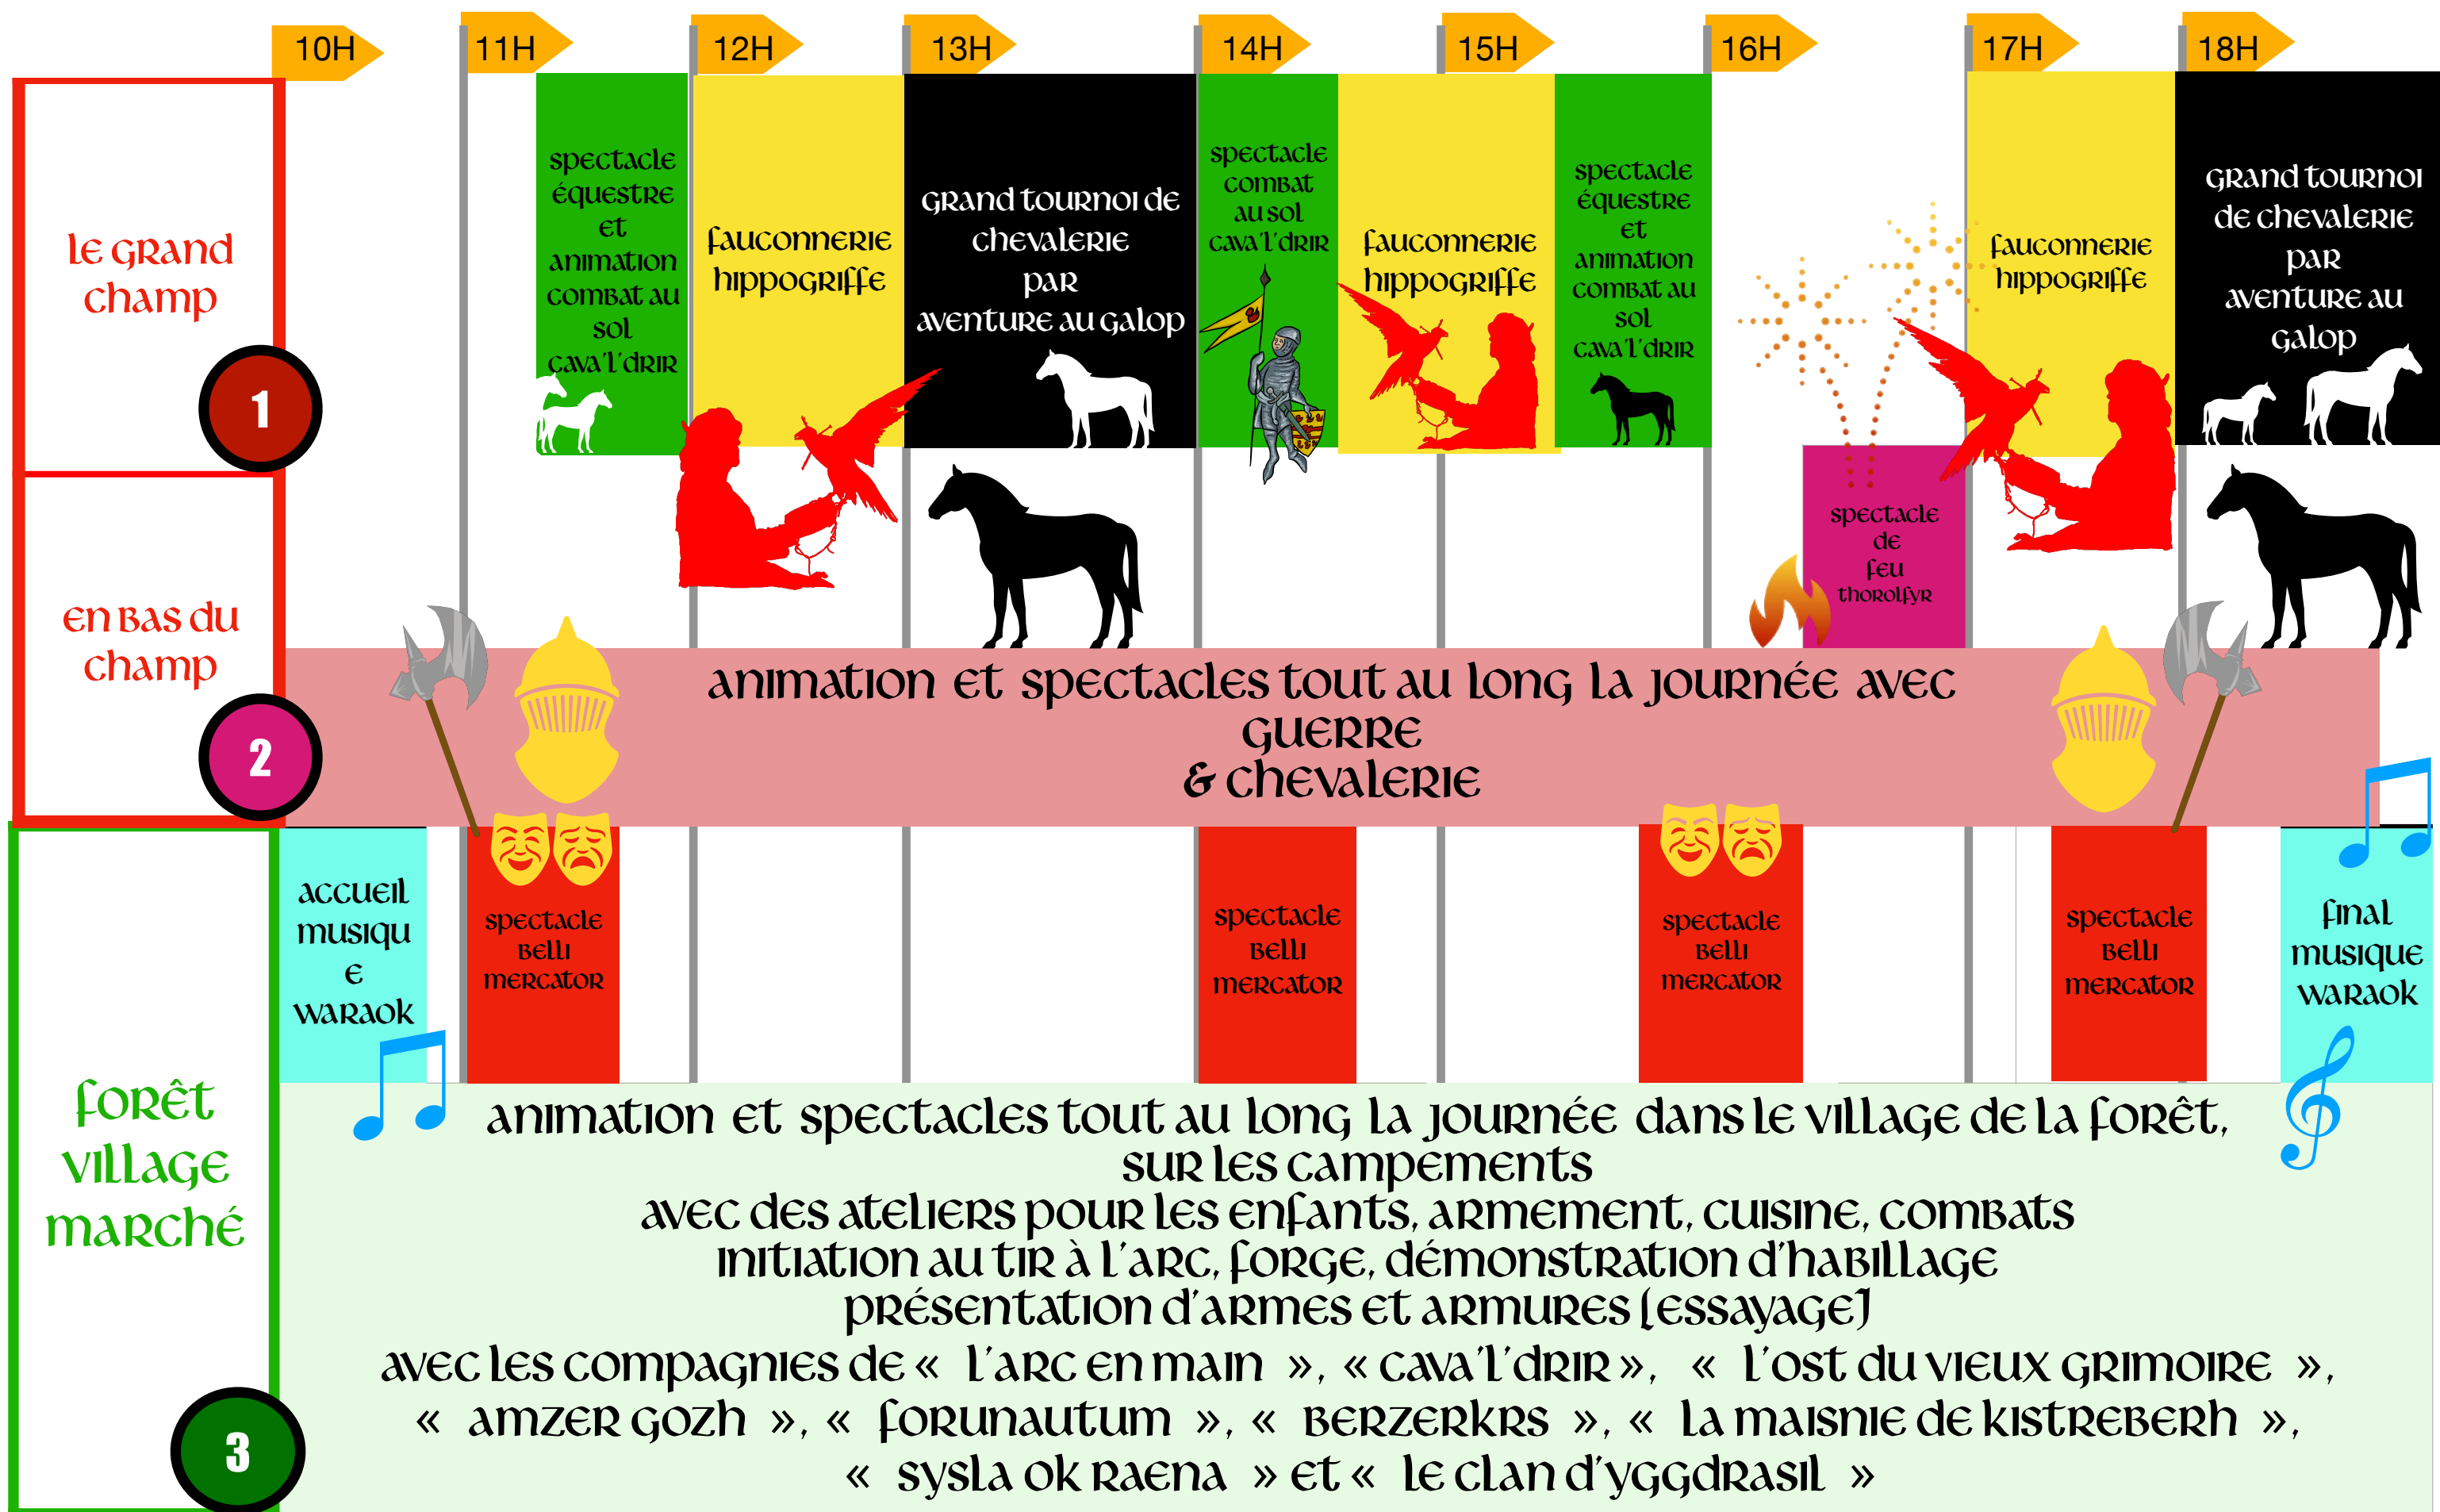 10H
11H
12H
13H
14H
15H
16H
17H
18H
le grand
champ
1
spectacle
équestre
et
animation
combat au
sol
cava'l'drir
fauconnerie
hippogriffe
grand tournoi de
chevalerie
par
aventure au galop
spectacle
combat
au sol
cava'l'drir
fauconnerie
hippogriffe
spectacle
équestre
et
animation
combat au
sol
cava'l'drir
fauconnerie
hippogriffe
grand tournoi
de chevalerie
par
aventure au
galop
en bas du
champ
2
spectacle
de
feu
thorolfyr
animation et spectacles tout au long la journée avec
guerre
& chevalerie
forêt
village
marché
3
accueil
musiqu
e
waraok
spectacle
belli
mercator
spectacle
belli
mercator
spectacle
belli
mercator
spectacle
belli
mercator
final
musique
waraok
animation et spectacles tout au long la journée dans le village de la forêt,
sur les campements
avec des ateliers pour les enfants, armement, cuisine, combats
initiation au tir à l'arc, forge, démonstration d'habillage
présentation d'armes et armures [essayage]
avec les compagnies de « l'arc en main », « cava'l'drir », « l'ost du vieux grimoire »,
« amzer gozh », « forunautum », « berzerkrs », « la maisnie de kistreberh »,
« sysla ok raena » et « le clan d'yggdrasil »